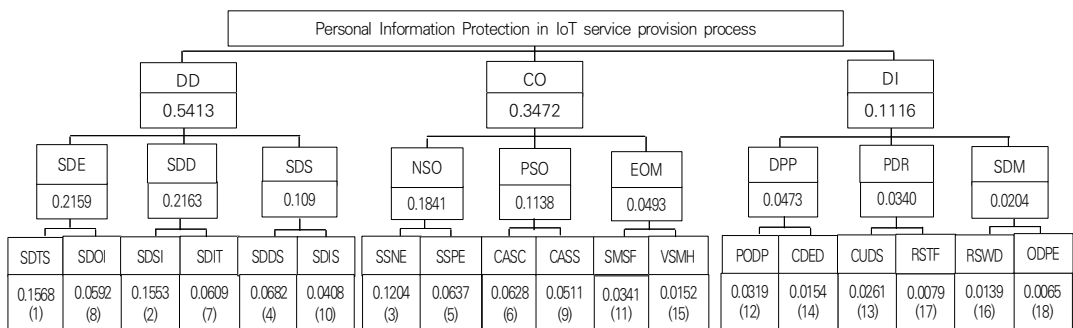 Personal Information Protection in IoT service provision process
DD CO DI
0.5413 0.3472 0.1116
SDE SDD SDS NSO PSO EOM DPP PDR SDM
0.2159 0.2163 0.109 0.1841 0.1138 0.0493 0.0473 0.0340 0.0204
SDTS SDOI SDSI SDIT SDDS SDIS SSNE SSPE CASC CASS SMSF VSMH PODP CDED CUDS RSTF RSWD ODPE
0.1568 0.0592 0.1553 0.0609 0.0682 0.0408 0.1204 0.0637 0.0628 0.0511 0.0341 0.0152 0.0319 0.0154 0.0261 0.0079 0.0139 0.0065
(1) (8) (2) (7) (4) (10) (3) (5) (6) (9) (11) (15) (12) (14) (13) (17) (16) (18)